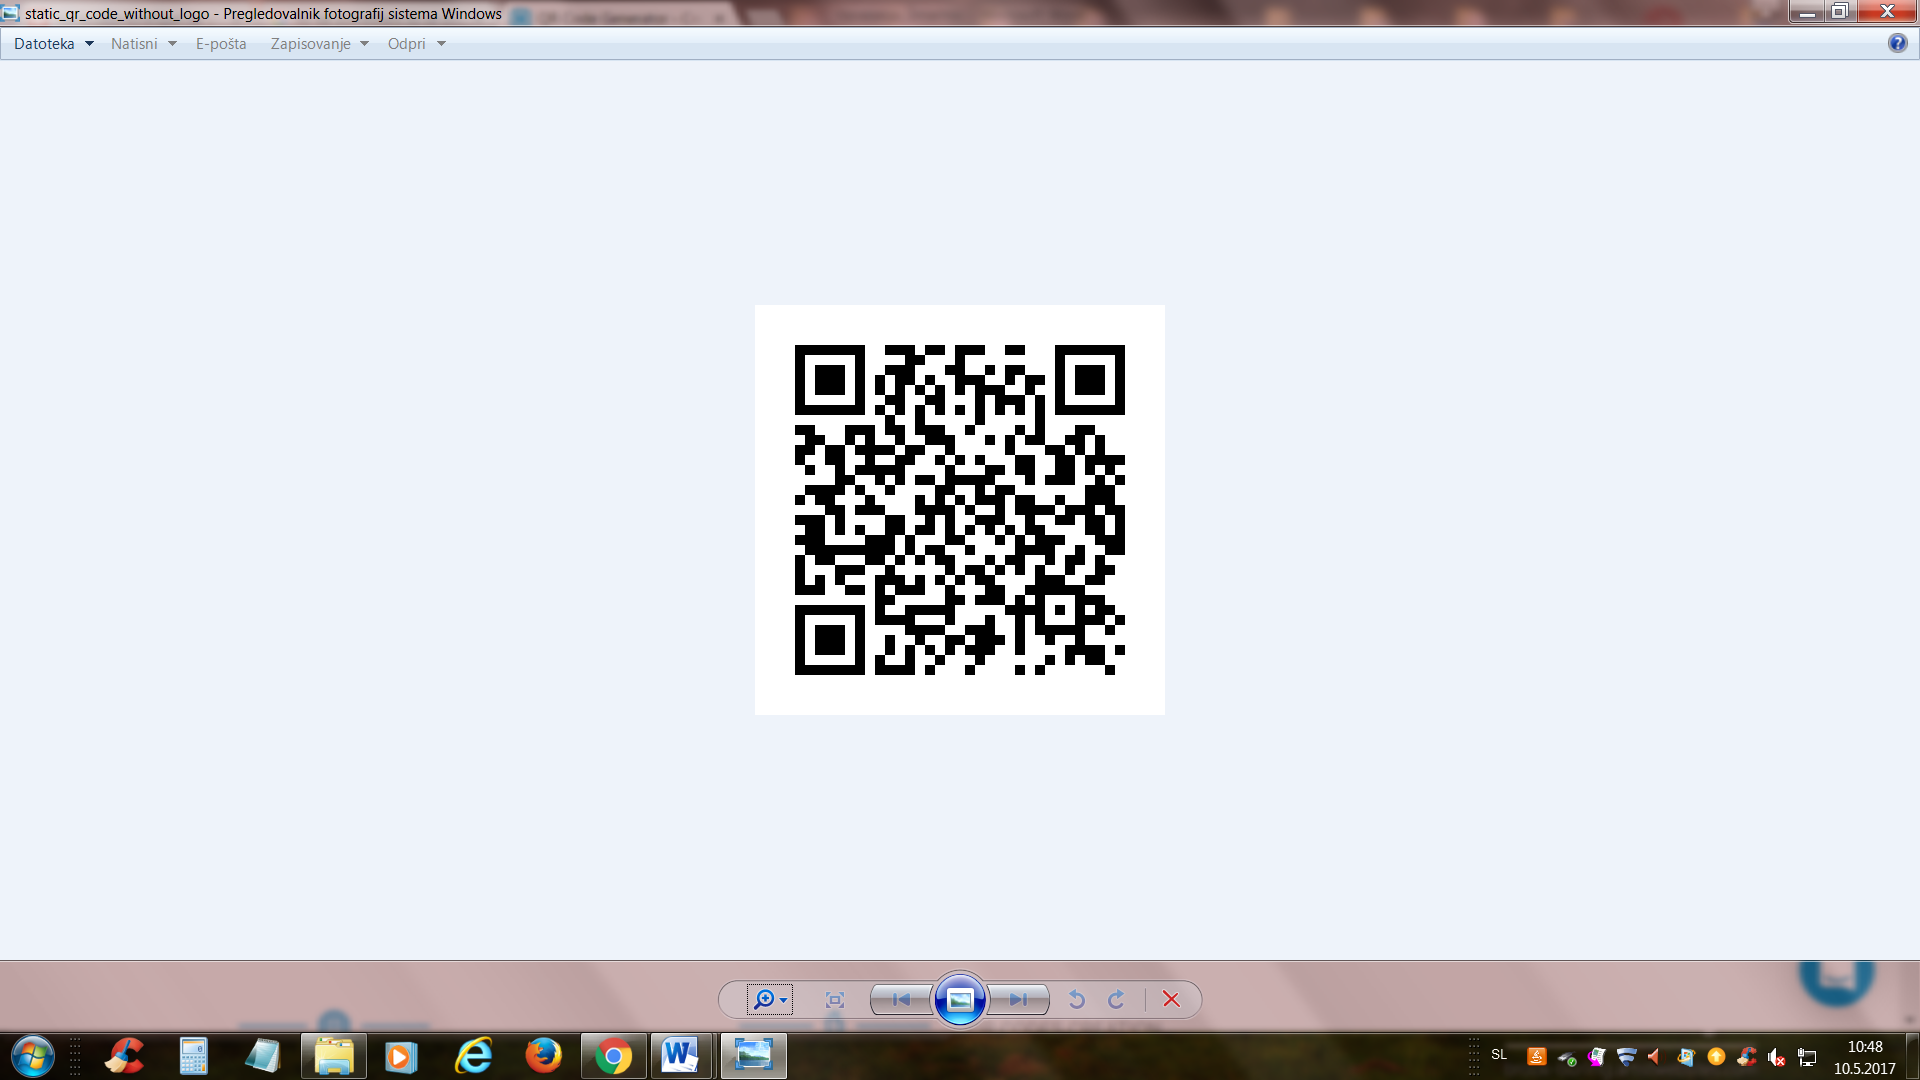 static_qr_code_without_logo - Pregledovalnik fotografij sistema Windows
Datoteka Natisni E-pošta Zapisovanje Odpri
SL
10:48
10.5.2017